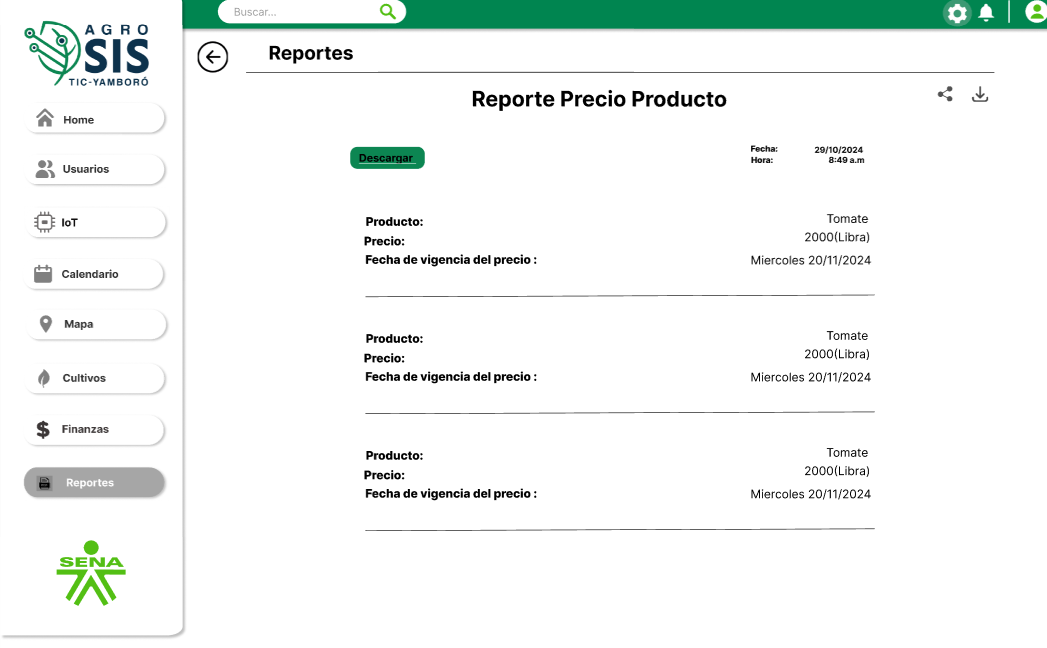 Buscar...
AGRO
SIS
TIC-YAMBORÓ
Home
Usuarios
IoT
Calendario
Mapa
Cultivos
Finanzas
Reportes
SENA
Reportes
Reporte Precio Producto
Descargar
Fecha: 29/10/2024
Hora: 8:49 a.m
Producto: Tomate
Precio: 2000(Libra)
Fecha de vigencia del precio : Miercoles 20/11/2024
Producto: Tomate
Precio: 2000(Libra)
Fecha de vigencia del precio : Miercoles 20/11/2024
Producto: Tomate
Precio: 2000(Libra)
Fecha de vigencia del precio : Miercoles 20/11/2024